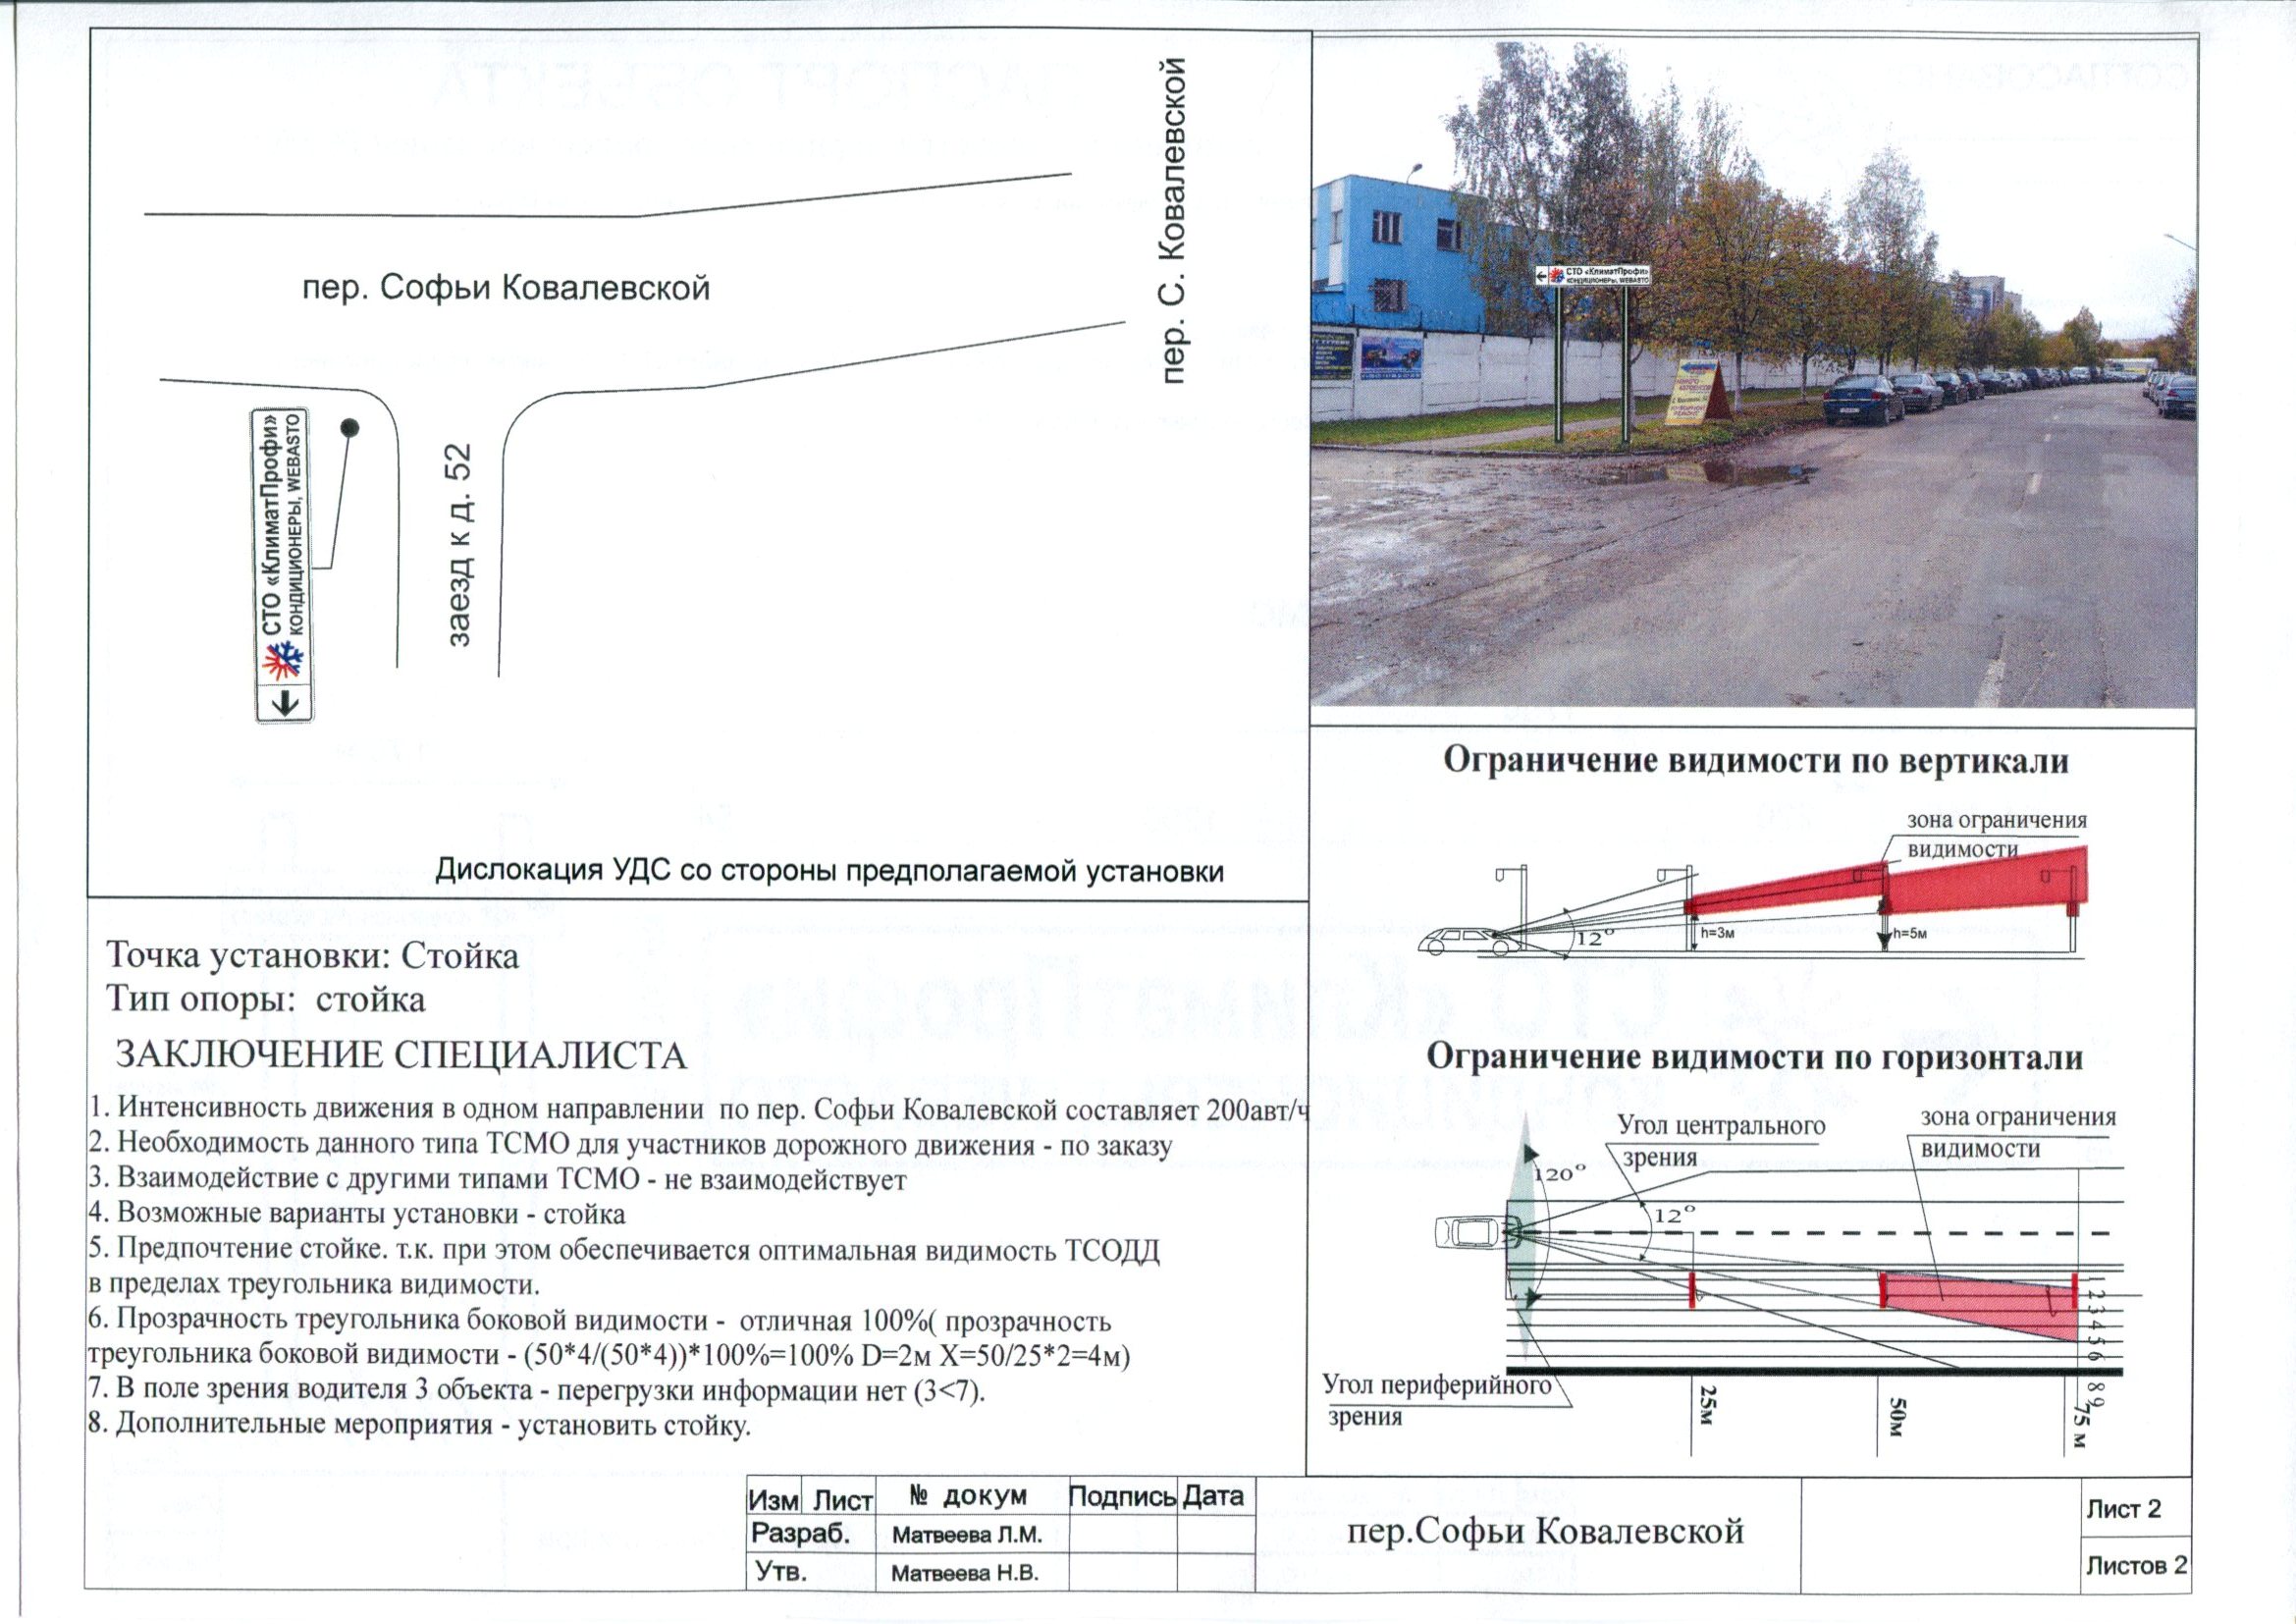 пер. Софьи Ковалевской
пер. С. Ковалевской
СТО «КлиматПрофи»
КОНДИЦИОНЕРЫ, WEBASTO
заезд к д. 52
Дислокация УДС со стороны предполагаемой установки
СТО «КлиматПрофи»
КОНДИЦИОНЕРЫ, WEBASTO
Точка установки: Стойка
Тип опоры: стойка
ЗАКЛЮЧЕНИЕ СПЕЦИАЛИСТА
1. Интенсивность движения в одном направлении по пер. Софьи Ковалевской составляет 200авт/ч
2. Необходимость данного типа ТСМО для участников дорожного движения - по заказу
3. Взаимодействие с другими типами ТСМО - не взаимодействует
4. Возможные варианты установки - стойка
5. Предпочтение стойке. т.к. при этом обеспечивается оптимальная видимость ТСОДД
в пределах треугольника видимости.
6. Прозрачность треугольника боковой видимости - отличная 100%( прозрачность
треугольника боковой видимости - (50*4/(50*4))*100%=100% D=2м X=50/25*2=4м)
7. В поле зрения водителя 3 объекта - перегрузки информации нет (3<7).
8. Дополнительные мероприятия - установить стойку.
Ограничение видимости по вертикали
зона ограничения
видимости
12°
h=3м
h=5м
Ограничение видимости по горизонтали
Угол центрального
зрения
зона ограничения
видимости
120°
12°
1 2 3 4 5 6 8 9
Угол периферийного
зрения
25м
50м
75 м
Изм Лист № докум Подпись Дата
Разраб. Матвеева Л.М.
Утв. Матвеева Н.В.
пер.Софьи Ковалевской
Лист 2
Листов 2